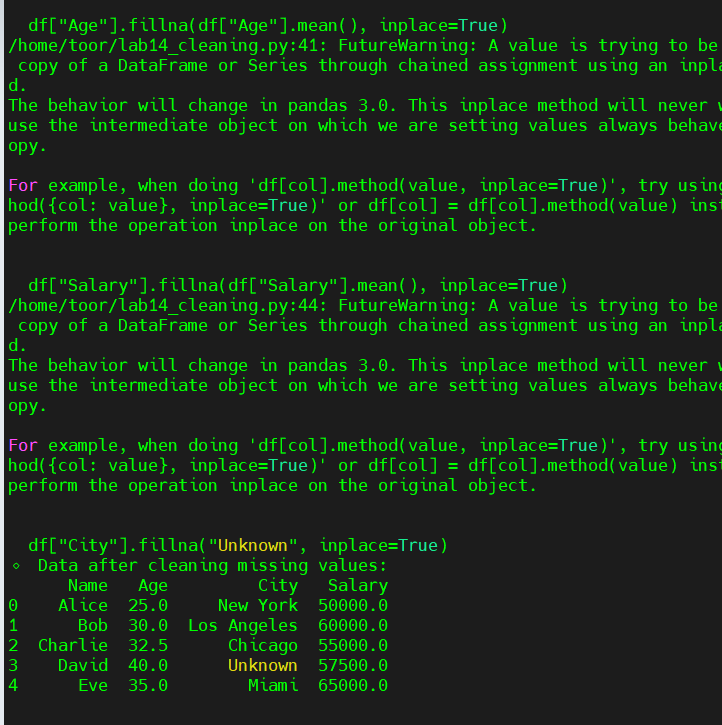 df["Age"].fillna(df["Age"].mean(), inplace=True)
/home/toor/lab14_cleaning.py:41: FutureWarning: A value is trying to be
copy of a DataFrame or Series through chained assignment using an
d.
The behavior will change in pandas 3.0. This inplace method will never
use the intermediate object on which we are setting values always
opy.
For example, when doing 'df[col].method(value, inplace=True)', try
hod({col: value}, inplace=True)' or df[col] = df[col].method(value)
perform the operation inplace on the original object.
df["Salary"].fillna(df["Salary"].mean(), inplace=True)
/home/toor/lab14_cleaning.py:44: FutureWarning: A value is trying to be
copy of a DataFrame or Series through chained assignment using an
d.
The behavior will change in pandas 3.0. This inplace method will never
use the intermediate object on which we are setting values always
opy.
For example, when doing 'df[col].method(value, inplace=True)', try
hod({col: value}, inplace=True)' or df[col] = df[col].method(value)
perform the operation inplace on the original object.
df["City"].fillna("Unknown", inplace=True)
⋄ Data after cleaning missing values:
Name Age City Salary
0 Alice 25.0 New York 50000.0
1 Bob 30.0 Los Angeles 60000.0
2 Charlie 32.5 Chicago 55000.0
3 David 40.0 Unknown 57500.0
4 Eve 35.0 Miami 65000.0